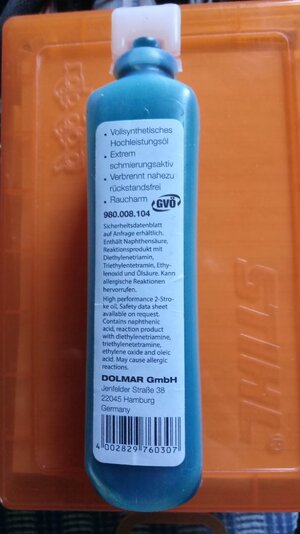 • Vollsynthetisches
Hochleistungsöl
• Extrem
schmierungsaktiv
• Verbrennt nahezu
rückstandsfrei
• Raucharm
GVÖ
980.008.104
Sicherheitsdatenblatt
auf Anfrage erhältlich.
Enthält Naphthensäure,
Reaktionsprodukt mit
Diethylenetriamin,
Triethylentetramin, Ethy-
lenoxid und Ölsäure. Kann
allergische Reaktionen
hervorrufen.
High performance 2-Stro-
ke oil, Safety data sheet
available on request.
Contains naphthenic
acid, reaction product
with diethylenetriamine,
triethylenetetramine,
ethylene oxide and oleic
acid. May cause allergic
reactions.
DOLMAR GmbH
Jenfelder Straße 38
22045 Hamburg
Germany
4 002829 760307
STIHL
®